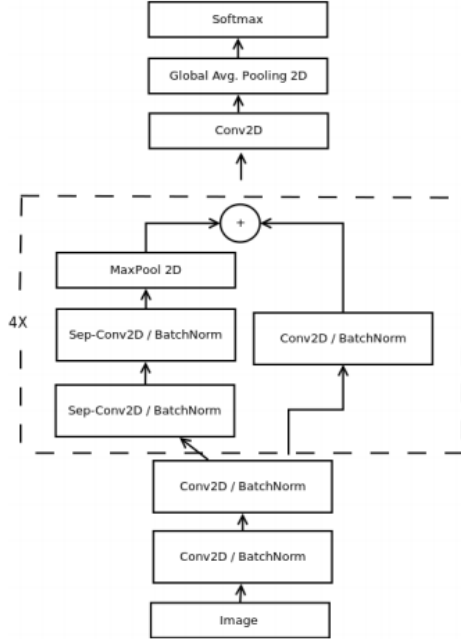 Softmax
Global Avg. Pooling 2D
Conv2D
+
MaxPool 2D
4X
Sep-Conv2D / BatchNorm
Conv2D / BatchNorm
Sep-Conv2D / BatchNorm
Conv2D / BatchNorm
Conv2D / BatchNorm
Image